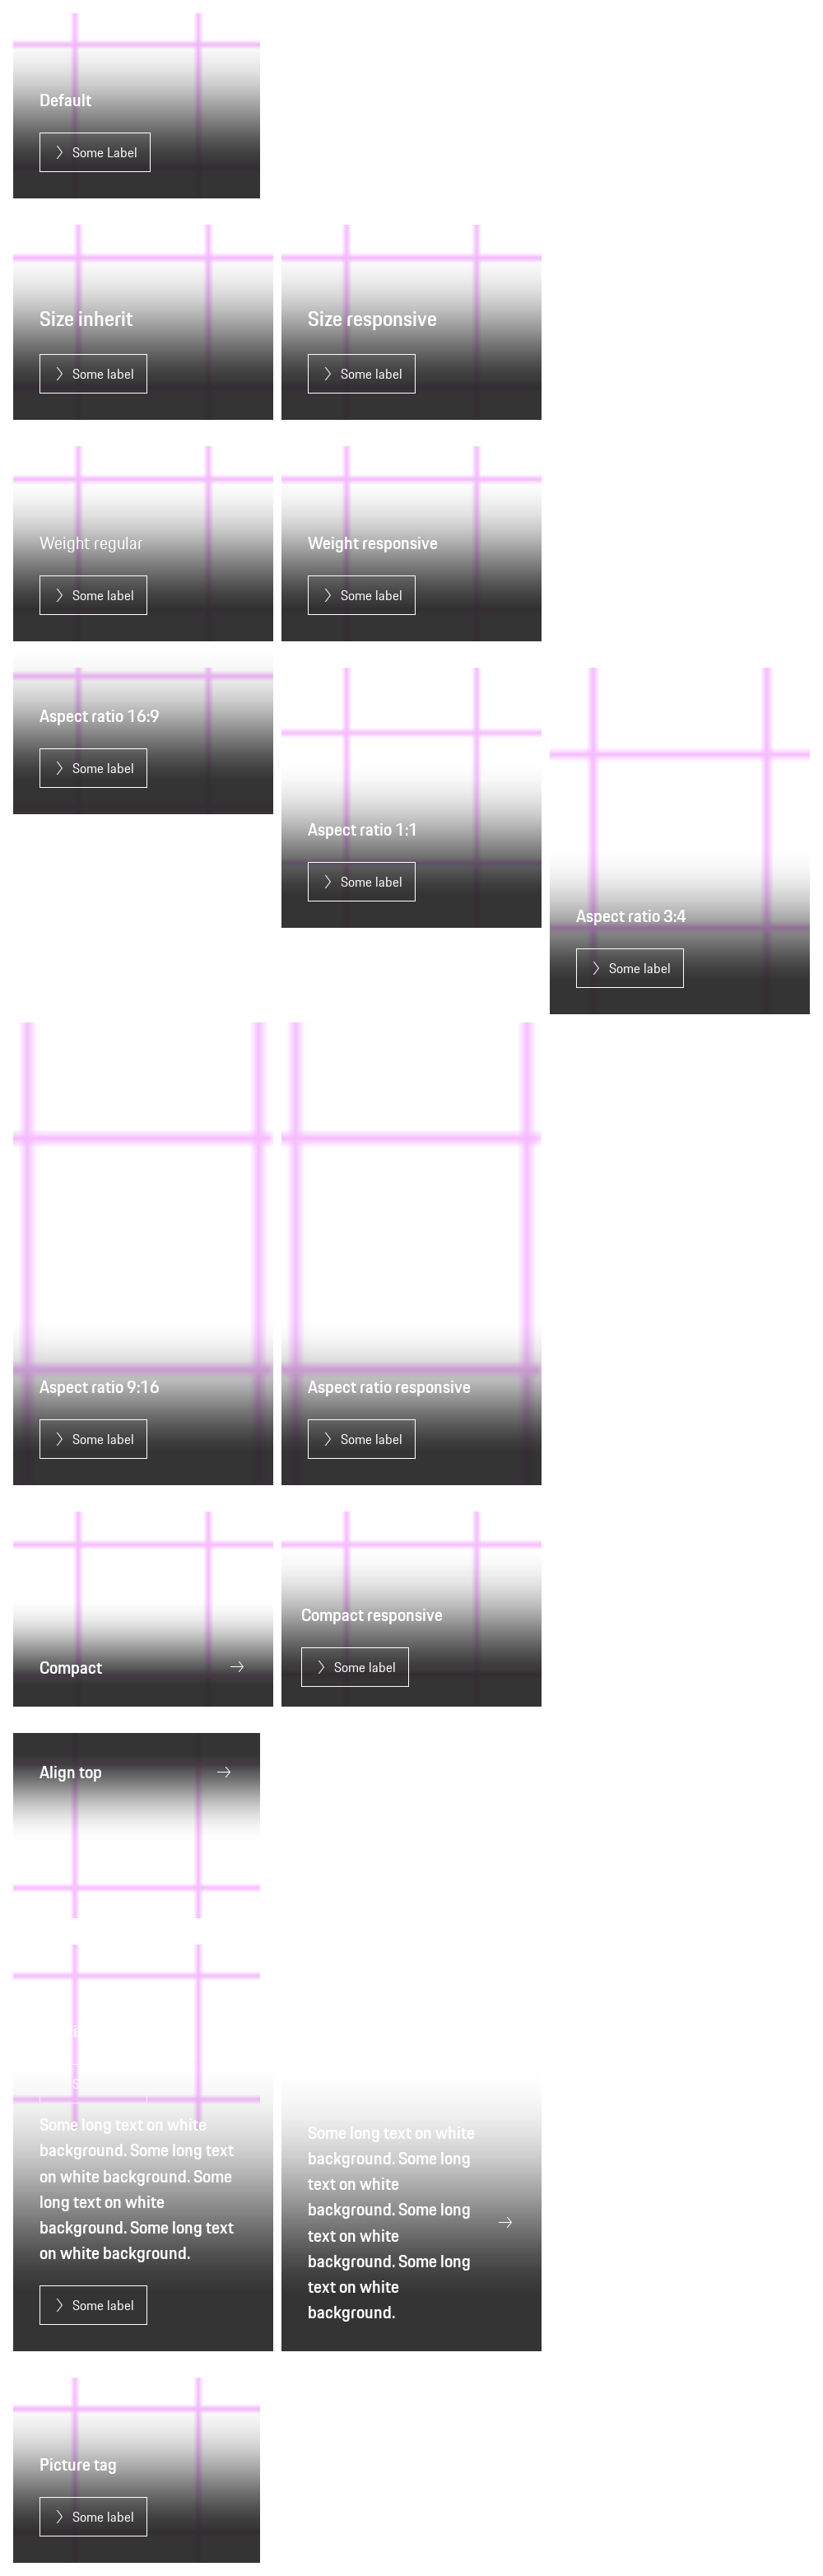 Default
Some Label
Size inherit
Size responsive
Some label
Some label
Weight regular
Weight responsive
Some label
Some label
Aspect ratio 16:9
Some label
Aspect ratio 1:1
Some label
Aspect ratio 3:4
Some label
Aspect ratio 9:16
Aspect ratio responsive
Some label
Some label
Compact
Compact responsive
Some label
Align top
Some long text on white
background. Some long text
on white background. Some
long text on white
background. Some long text
on white background.
Some label
Some long text on white
background. Some long
text on white
background. Some long
text on white
background. Some long
text on white
background.
Picture tag
Some label